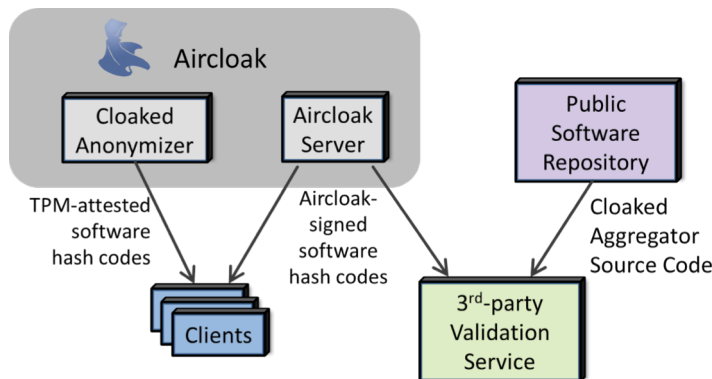 Aircloak
Cloaked
Anonymizer
Aircloak
Server
Public
Software
Repository
TPM-attested
software
hash codes
Aircloak-
signed
software
hash codes
Cloaked
Aggregator
Source Code
Clients
3rd-party
Validation
Service